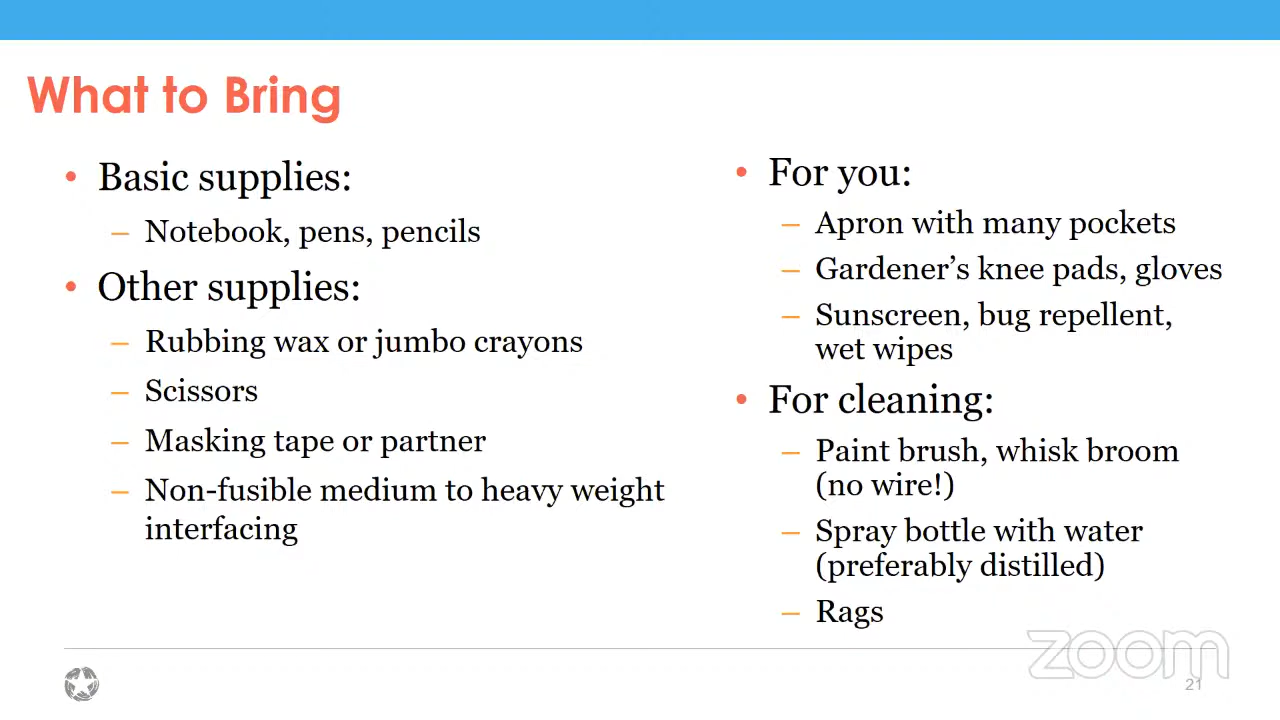 What to Bring
• Basic supplies:
– Notebook, pens, pencils
• Other supplies:
– Rubbing wax or jumbo crayons
– Scissors
– Masking tape or partner
– Non-fusible medium to heavy weight
interfacing
• For you:
– Apron with many pockets
– Gardener’s knee pads, gloves
– Sunscreen, bug repellent,
wet wipes
• For cleaning:
– Paint brush, whisk broom
(no wire!)
– Spray bottle with water
(preferably distilled)
– Rags
zoom
21